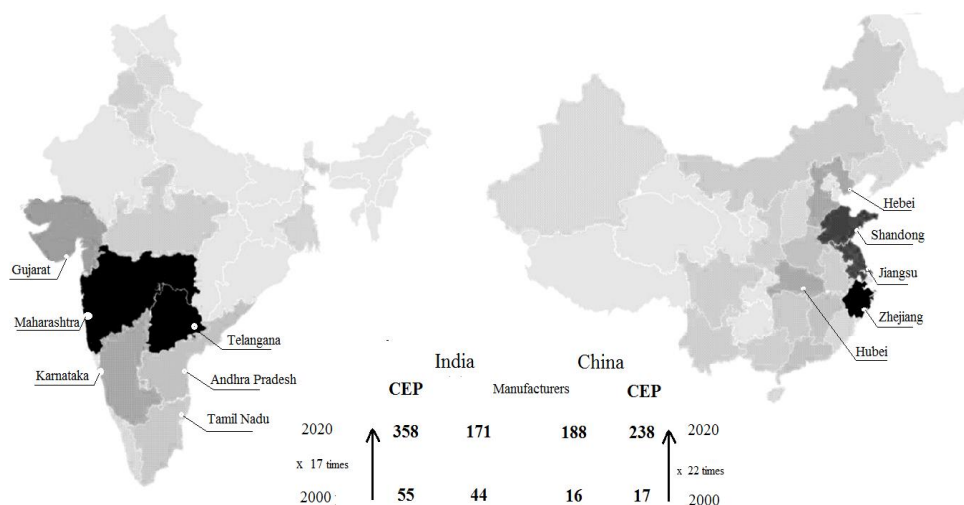 Hebei
Shandong
Gujarat
Jiangsu
Maharashtra
Telangana
Zhejiang
Hubei
Karnataka
Andhra Pradesh
Tamil Nadu
India China
CEP Manufacturers CEP
2020 358 171 188 238 2020
x 17 times x 22 times
2000 55 44 16 17 2000